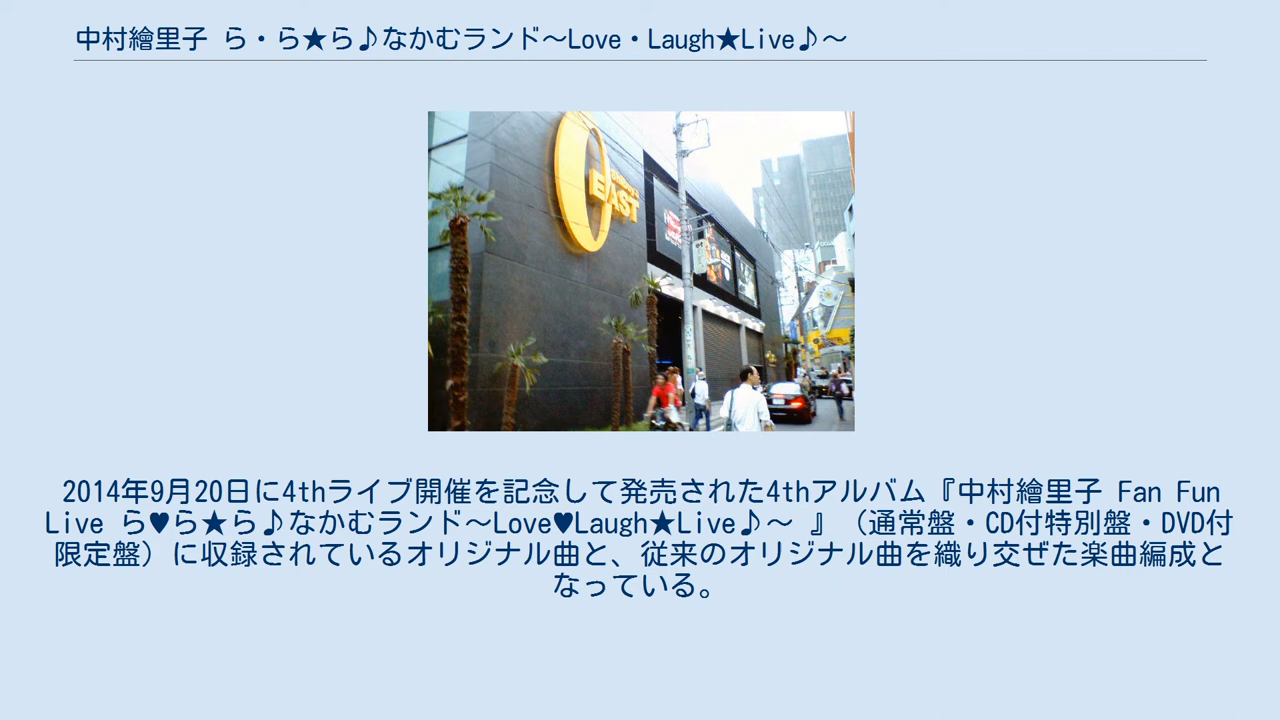 中村繪里子 ら・ら★ら♪なかむランド～Love・Laugh★Live♪～
EAST
2014年9月20日に4thライブ開催を記念して発売された4thアルバム『中村繪里子 Fan Fun
Live ら♥ら★ら♪なかむランド～Love♥Laugh★Live♪～ 』（通常盤・CD付特別盤・DVD付
限定盤）に収録されているオリジナル曲と、従来のオリジナル曲を織り交ぜた楽曲編成と
なっている。